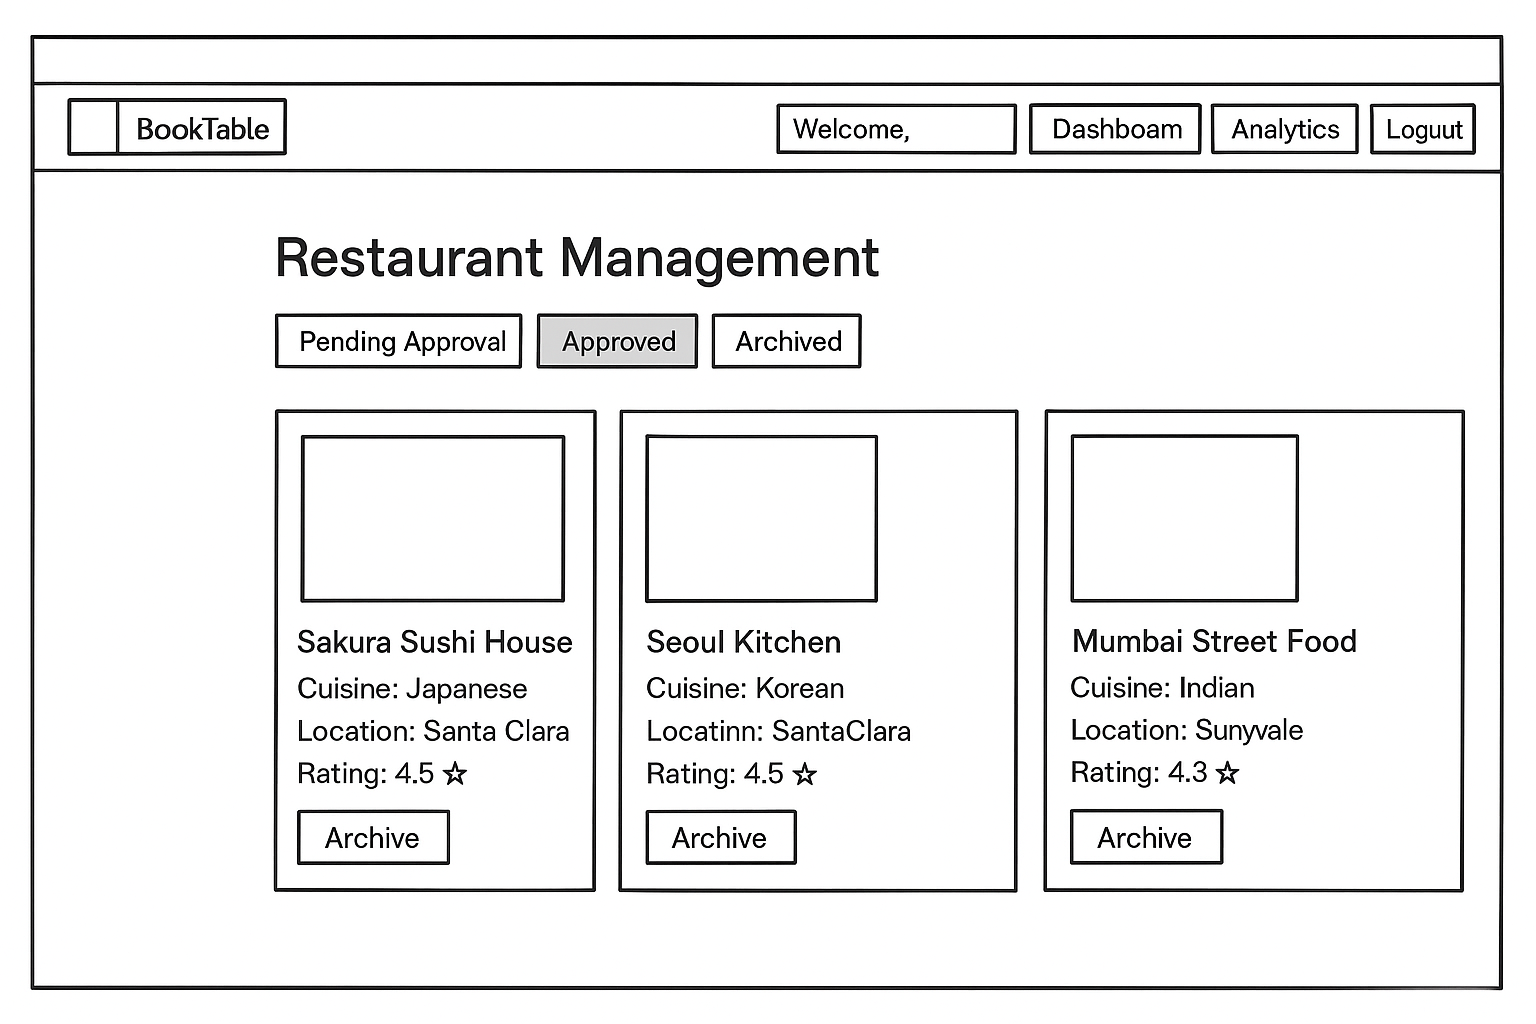 BookTable
Welcome,
Dashboam
Analytics
Loguut
Restaurant Management
Pending Approval
Approved
Archived
Sakura Sushi House
Cuisine: Japanese
Location: Santa Clara
Rating: 4.5 ☆
Archive
Seoul Kitchen
Cuisine: Korean
Locatinn: SantaClara
Rating: 4.5 ☆
Archive
Mumbai Street Food
Cuisine: Indian
Location: Sunyvale
Rating: 4.3 ☆
Archive